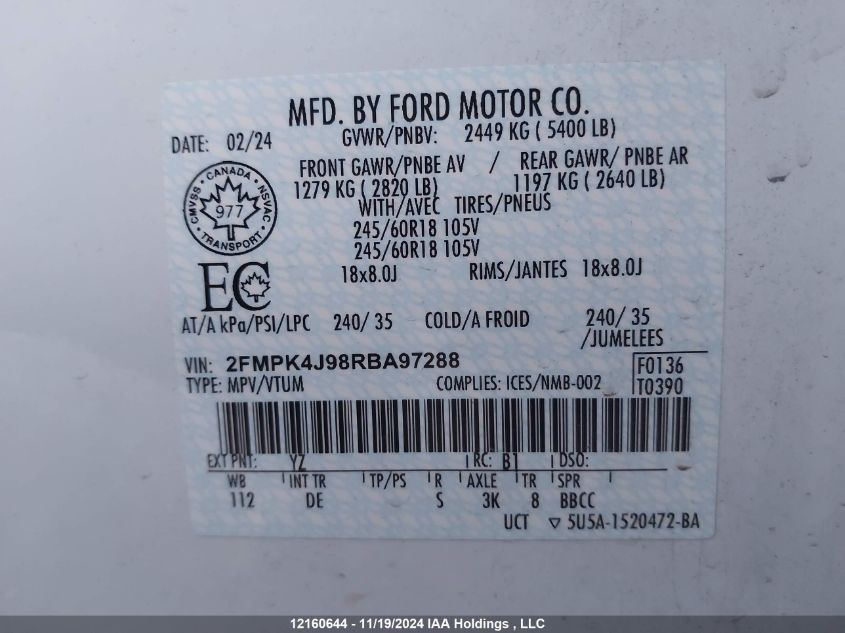 MFD. BY FORD MOTOR CO.
DATE: 02/24
GVWR/PNBV: 2449 KG ( 5400 LB)
FRONT GAWR/PNBE AV / REAR GAWR/ PNBE AR
1279 KG ( 2820 LB) 1197 KG ( 2640 LB)
WITH/AVEC TIRES/PNEUS
245/60R18 105V
245/60R18 105V
18x8.0J RIMS/JANTES 18x8.0J
CMVSS • CANADA • NSVAC • TRANSPORT •
977
EC
AT/A kPa/PSI/LPC 240/ 35 COLD/A FROID 240/ 35
/JUMELEES
VIN: 2FMPK4J98RBA97288 F0136
TYPE: MPV/VTUM COMPLIES: ICES/NMB-002 T0390
EXT PNT: YZ RC: B1 DSO:
WB INT TR TP/PS R AXLE TR SPR
112 DE S 3K 8 BBCC
UCT ▽ 5U5A-1520472-BA
12160644 - 11/19/2024 IAA Holdings , LLC